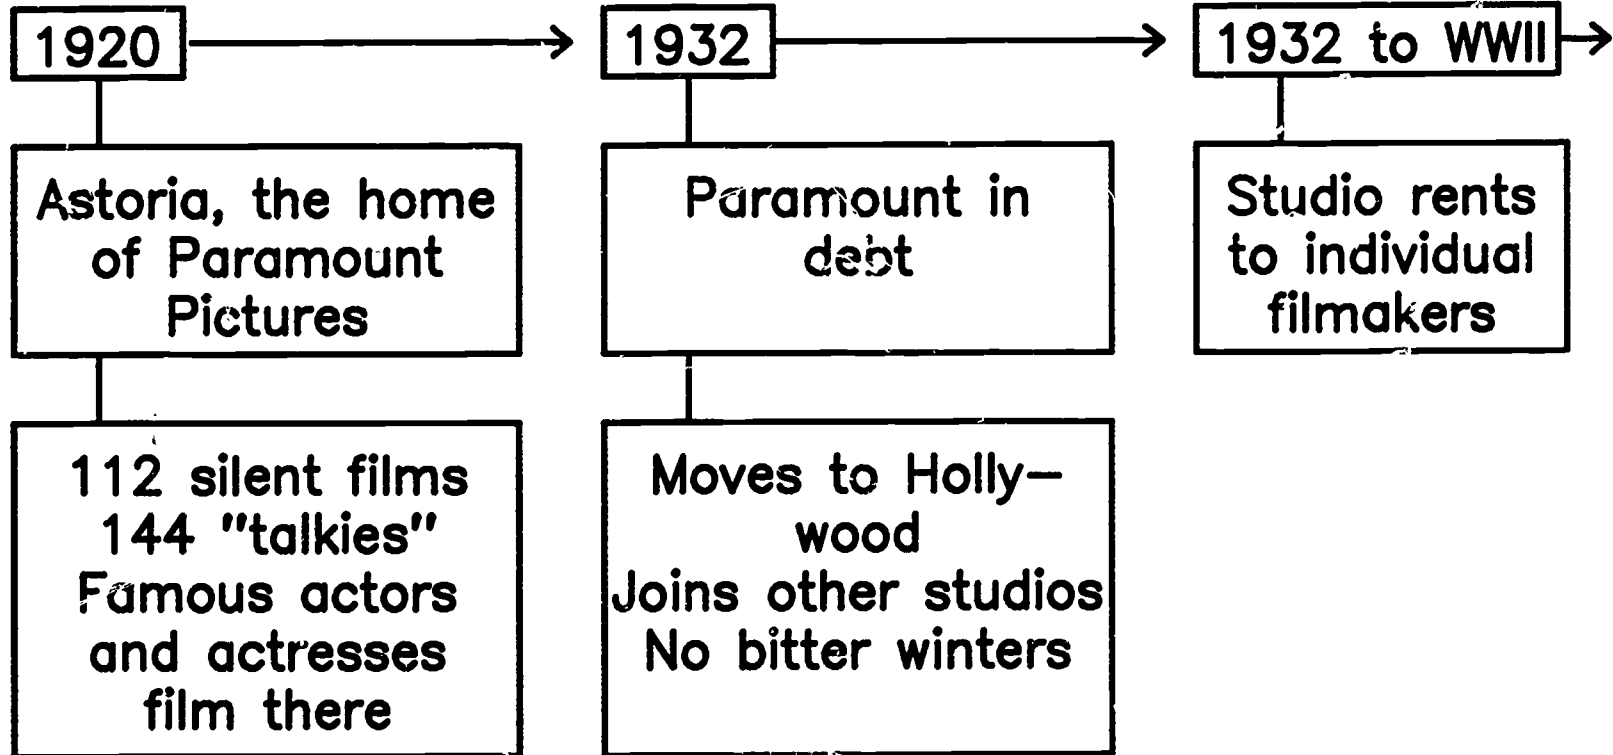 1920
1932
1932 to WWII
Astoria, the home
of Paramount
Pictures
Paramount in
debt
Studio rents
to individual
filmakers
112 silent films
144 "talkies"
Famous actors
and actresses
film there
Moves to Holly-
wood
Joins other studios
No bitter winters